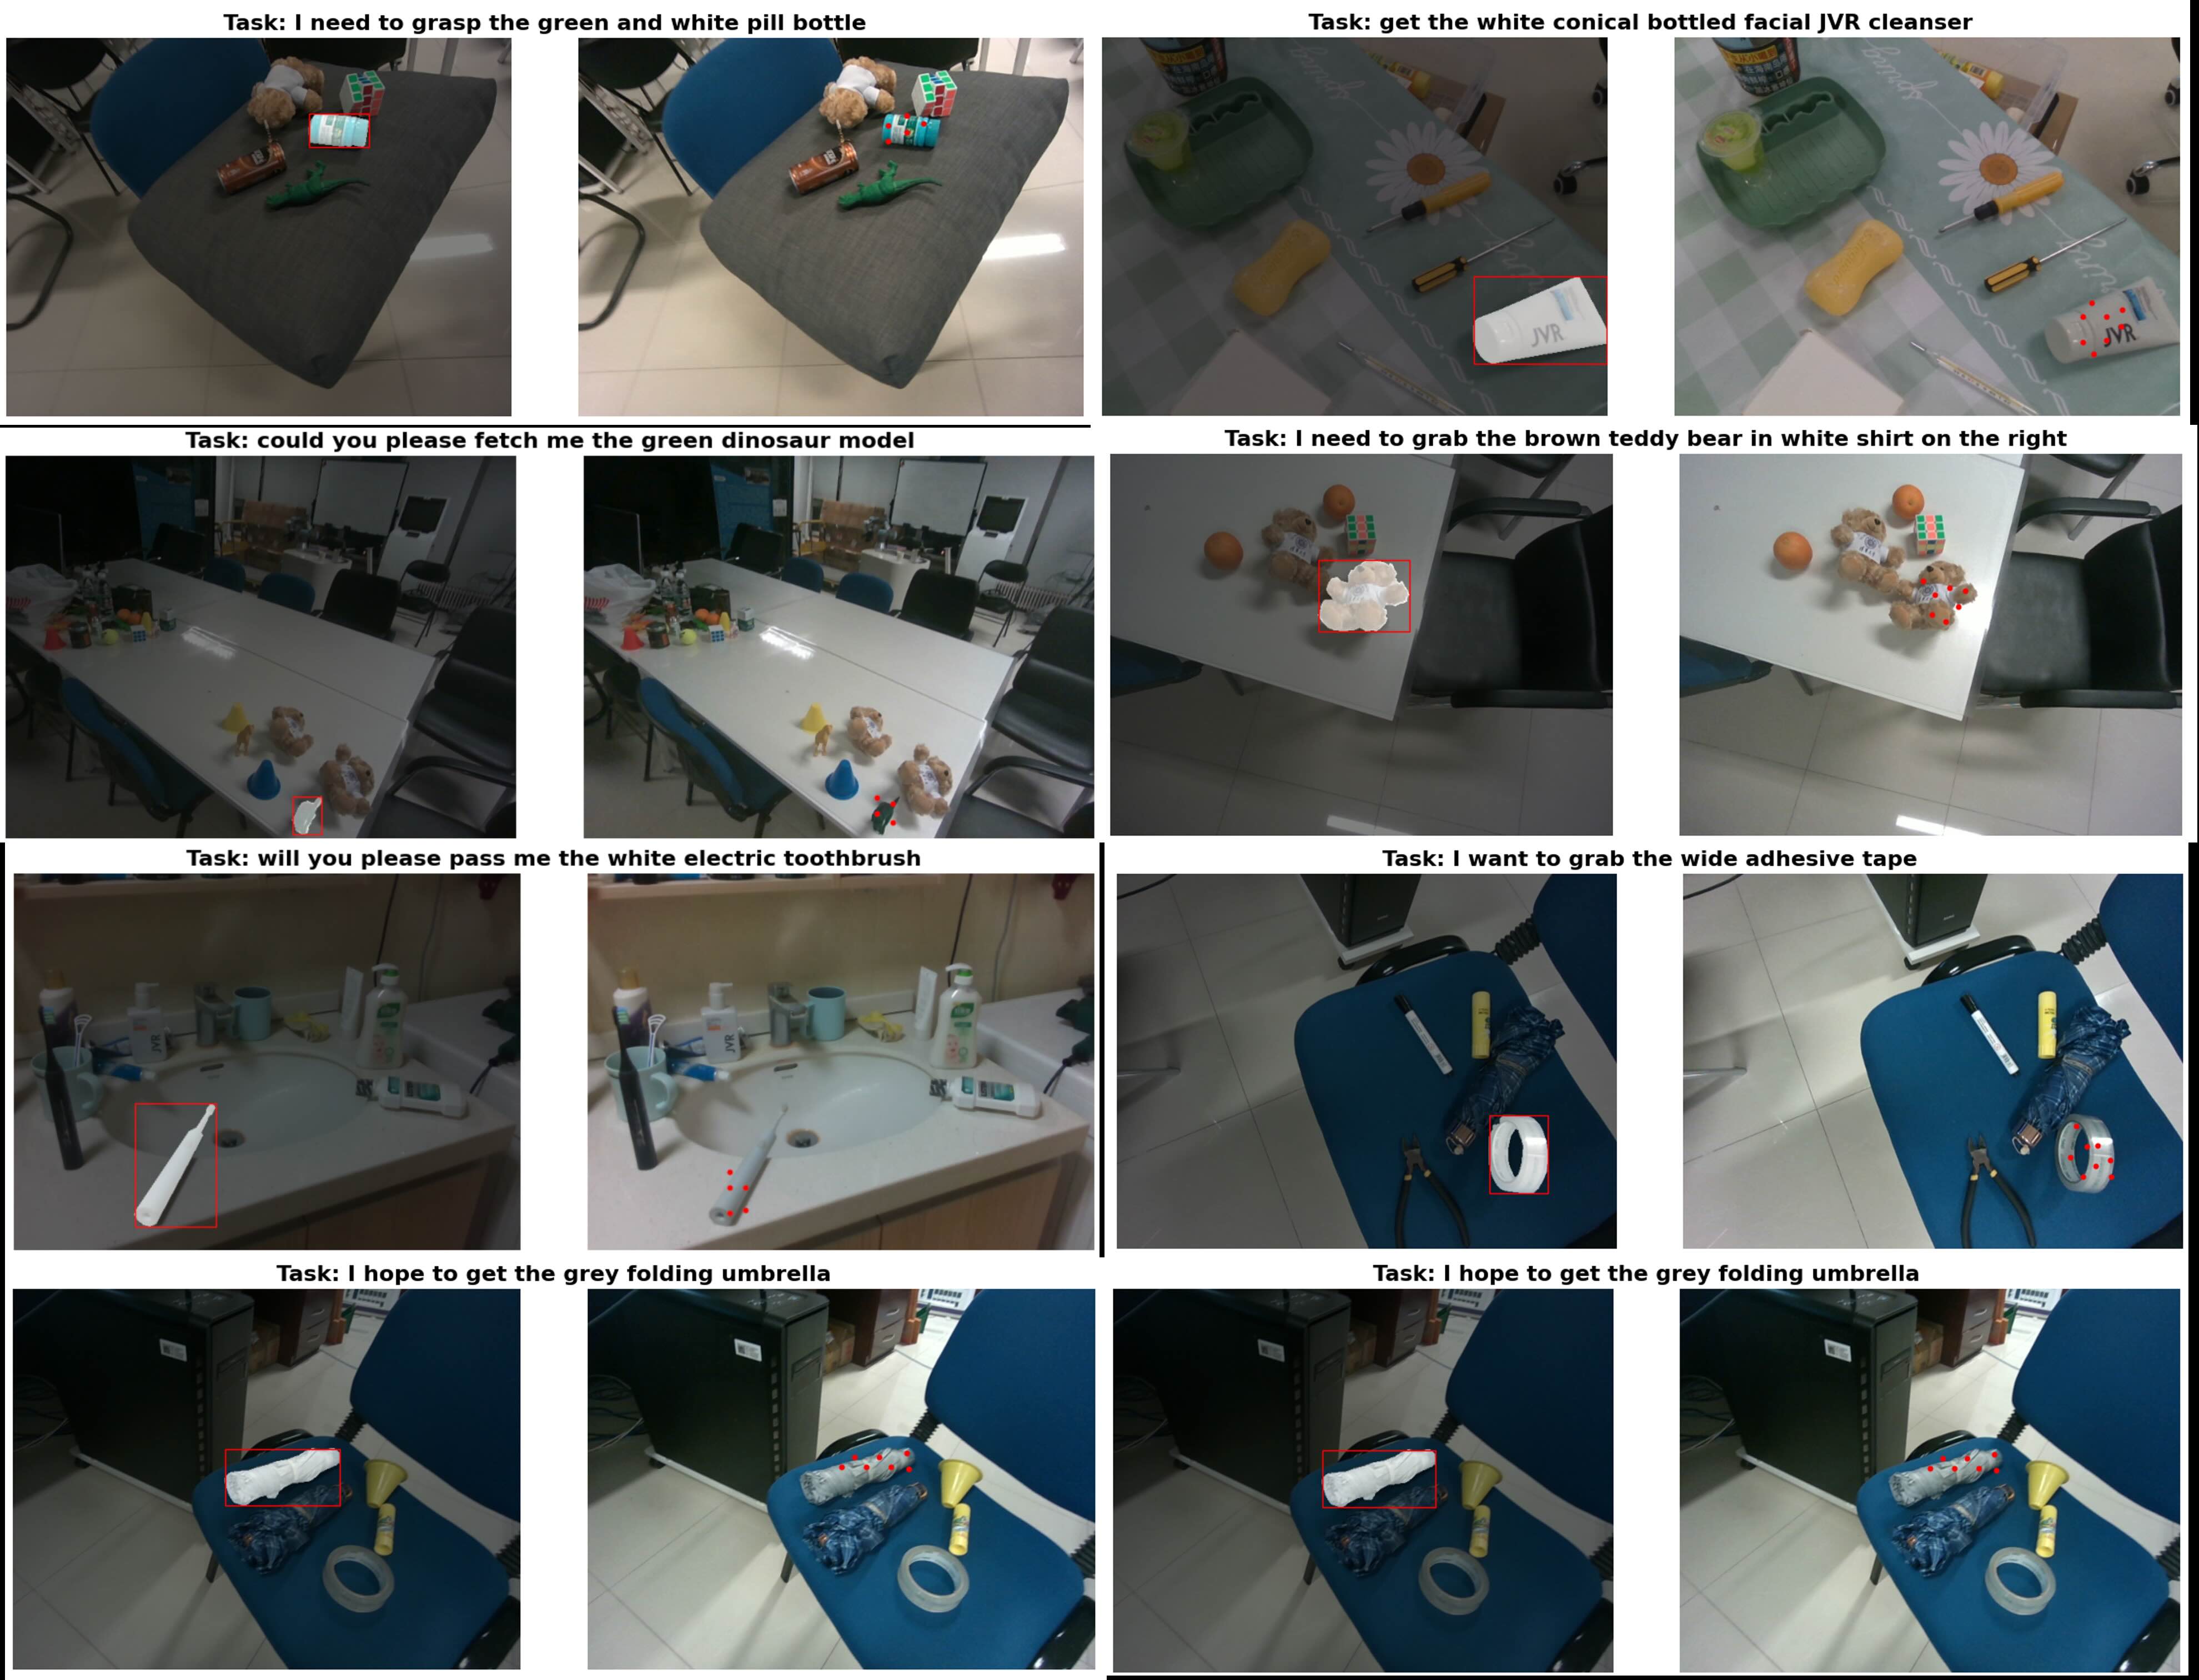 Task: I need to grasp the green and white pill bottle
Task: get the white conical bottled facial JVR cleanser
spring
JVR
JVR
Task: could you please fetch me the green dinosaur model
Task: I need to grab the brown teddy bear in white shirt on the right
Task: will you please pass me the white electric toothbrush
Task: I want to grab the wide adhesive tape
JVR
JVR
Task: I hope to get the grey folding umbrella
Task: I hope to get the grey folding umbrella